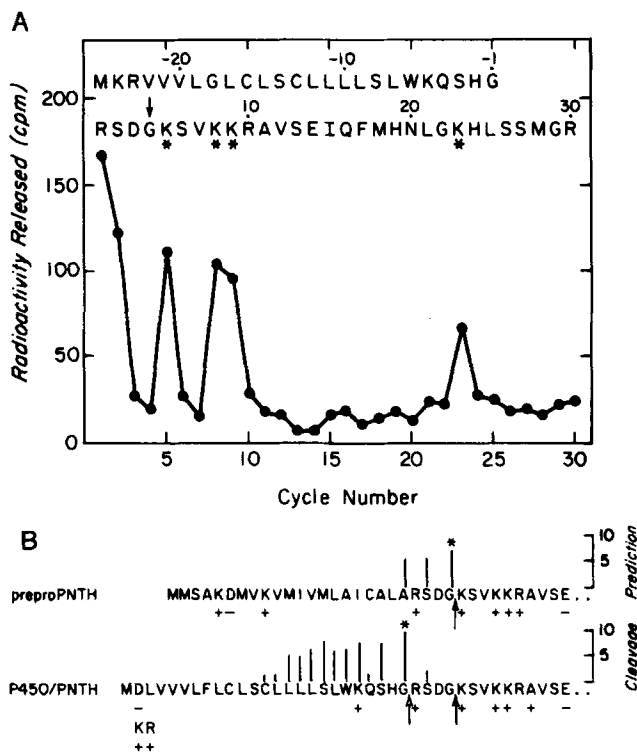 A
-20 -10 -1
MKRVVVLGLCLSCLLLLSLWKQSHG
10 20 30
RSDGKSVKKRAVSEIQFMHNLGKHLSSMGR
* * * *
Radioactivity Released (cpm)
200
150
100
50
0
5 10 15 20 25 30
Cycle Number
B
*
10
5
Prediction
preproPNTH MMSAKDMVKVMIVMLAICALARSDGKSVKKRAVSE..
+ - + + + + + + -
*
10
5
Cleavage
P450/PNTH MDLVVVLFLCLSCLLLLSLWKQSHGRSDGKSVKKRAVSE..
- + + + + + + -
KR
++